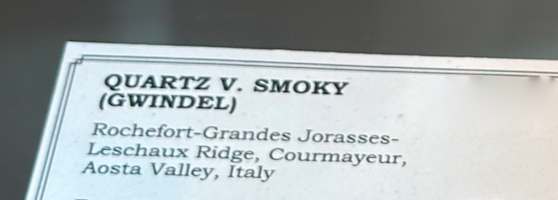 QUARTZ V. SMOKY
(GWINDEL)
Rochefort-Grandes Jorasses-
Leschaux Ridge, Courmayeur,
Aosta Valley, Italy